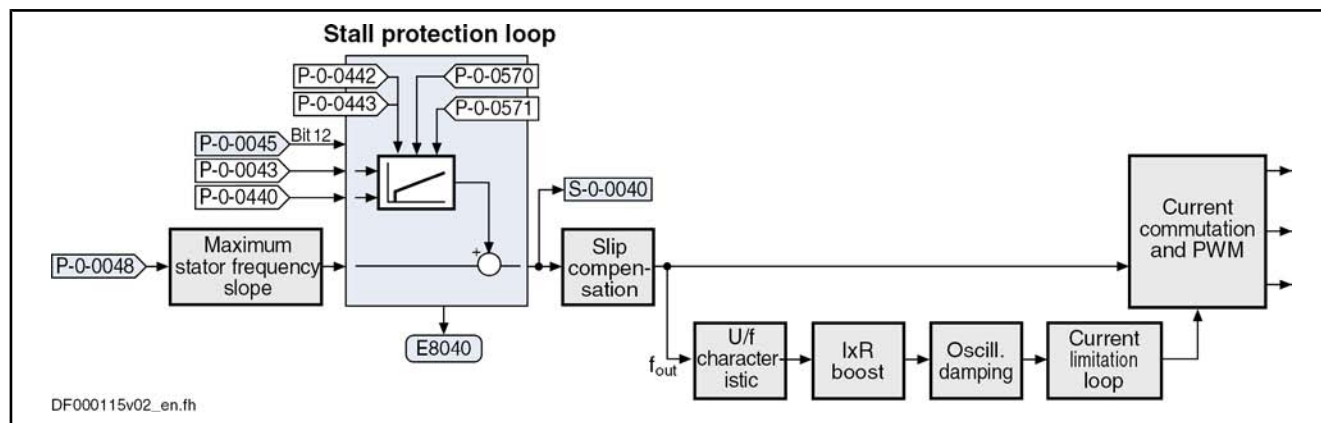 Stall protection loop
P-0-0442
P-0-0570
P-0-0443
P-0-0571
P-0-0045
Bit 12
P-0-0043
P-0-0440
S-0-0040
P-0-0048
Maximum
stator frequency
slope
+
Slip
compen-
sation
Current
commutation
and PWM
E8040
fout
U/f
character-
istic
IxR
boost
Oscill.
damping
Current
limitation
loop
DF000115v02_en.fh